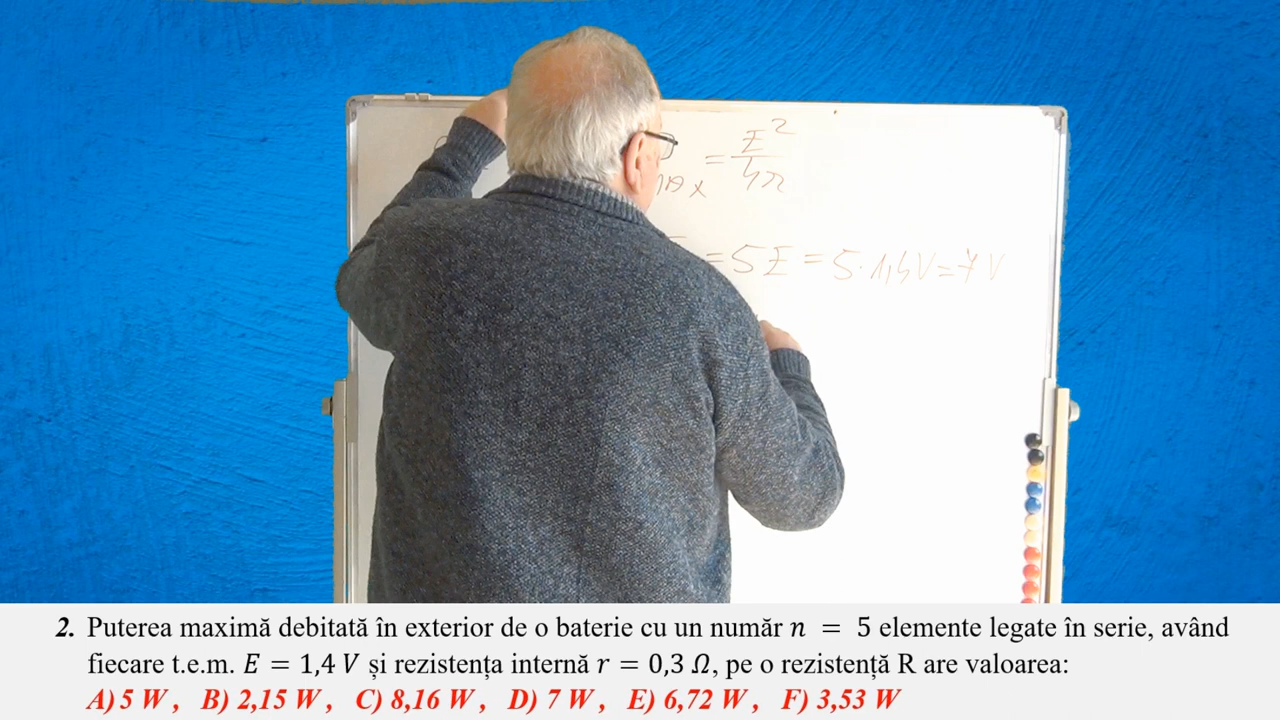 max = E² / 4r
= 5E = 5·1,4V = 7 V
2. Puterea maximă debitată în exterior de o baterie cu un număr n = 5 elemente legate în serie, având
fiecare t.e.m. E = 1,4 V și rezistența internă r = 0,3 Ω, pe o rezistență R are valoarea:
A) 5 W , B) 2,15 W , C) 8,16 W , D) 7 W , E) 6,72 W , F) 3,53 W